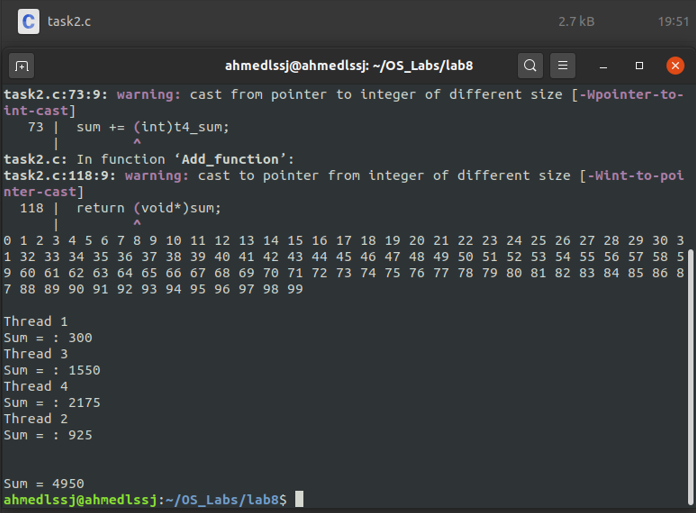 C task2.c 2.7 kB 19:51
ahmedlssj@ahmedlssj: ~/OS_Labs/lab8
task2.c:73:9: warning: cast from pointer to integer of different size [-Wpointer-to-
int-cast]
   73 |  sum += (int)t4_sum;
      |         ^
task2.c: In function ‘Add_function’:
task2.c:118:9: warning: cast to pointer from integer of different size [-Wint-to-poi
nter-cast]
  118 |  return (void*)sum;
      |         ^
0 1 2 3 4 5 6 7 8 9 10 11 12 13 14 15 16 17 18 19 20 21 22 23 24 25 26 27 28 29 30 3
1 32 33 34 35 36 37 38 39 40 41 42 43 44 45 46 47 48 49 50 51 52 53 54 55 56 57 58 5
9 60 61 62 63 64 65 66 67 68 69 70 71 72 73 74 75 76 77 78 79 80 81 82 83 84 85 86 8
7 88 89 90 91 92 93 94 95 96 97 98 99
Thread 1
Sum = : 300
Thread 3
Sum = : 1550
Thread 4
Sum = : 2175
Thread 2
Sum = : 925
Sum = 4950
ahmedlssj@ahmedlssj:~/OS_Labs/lab8$